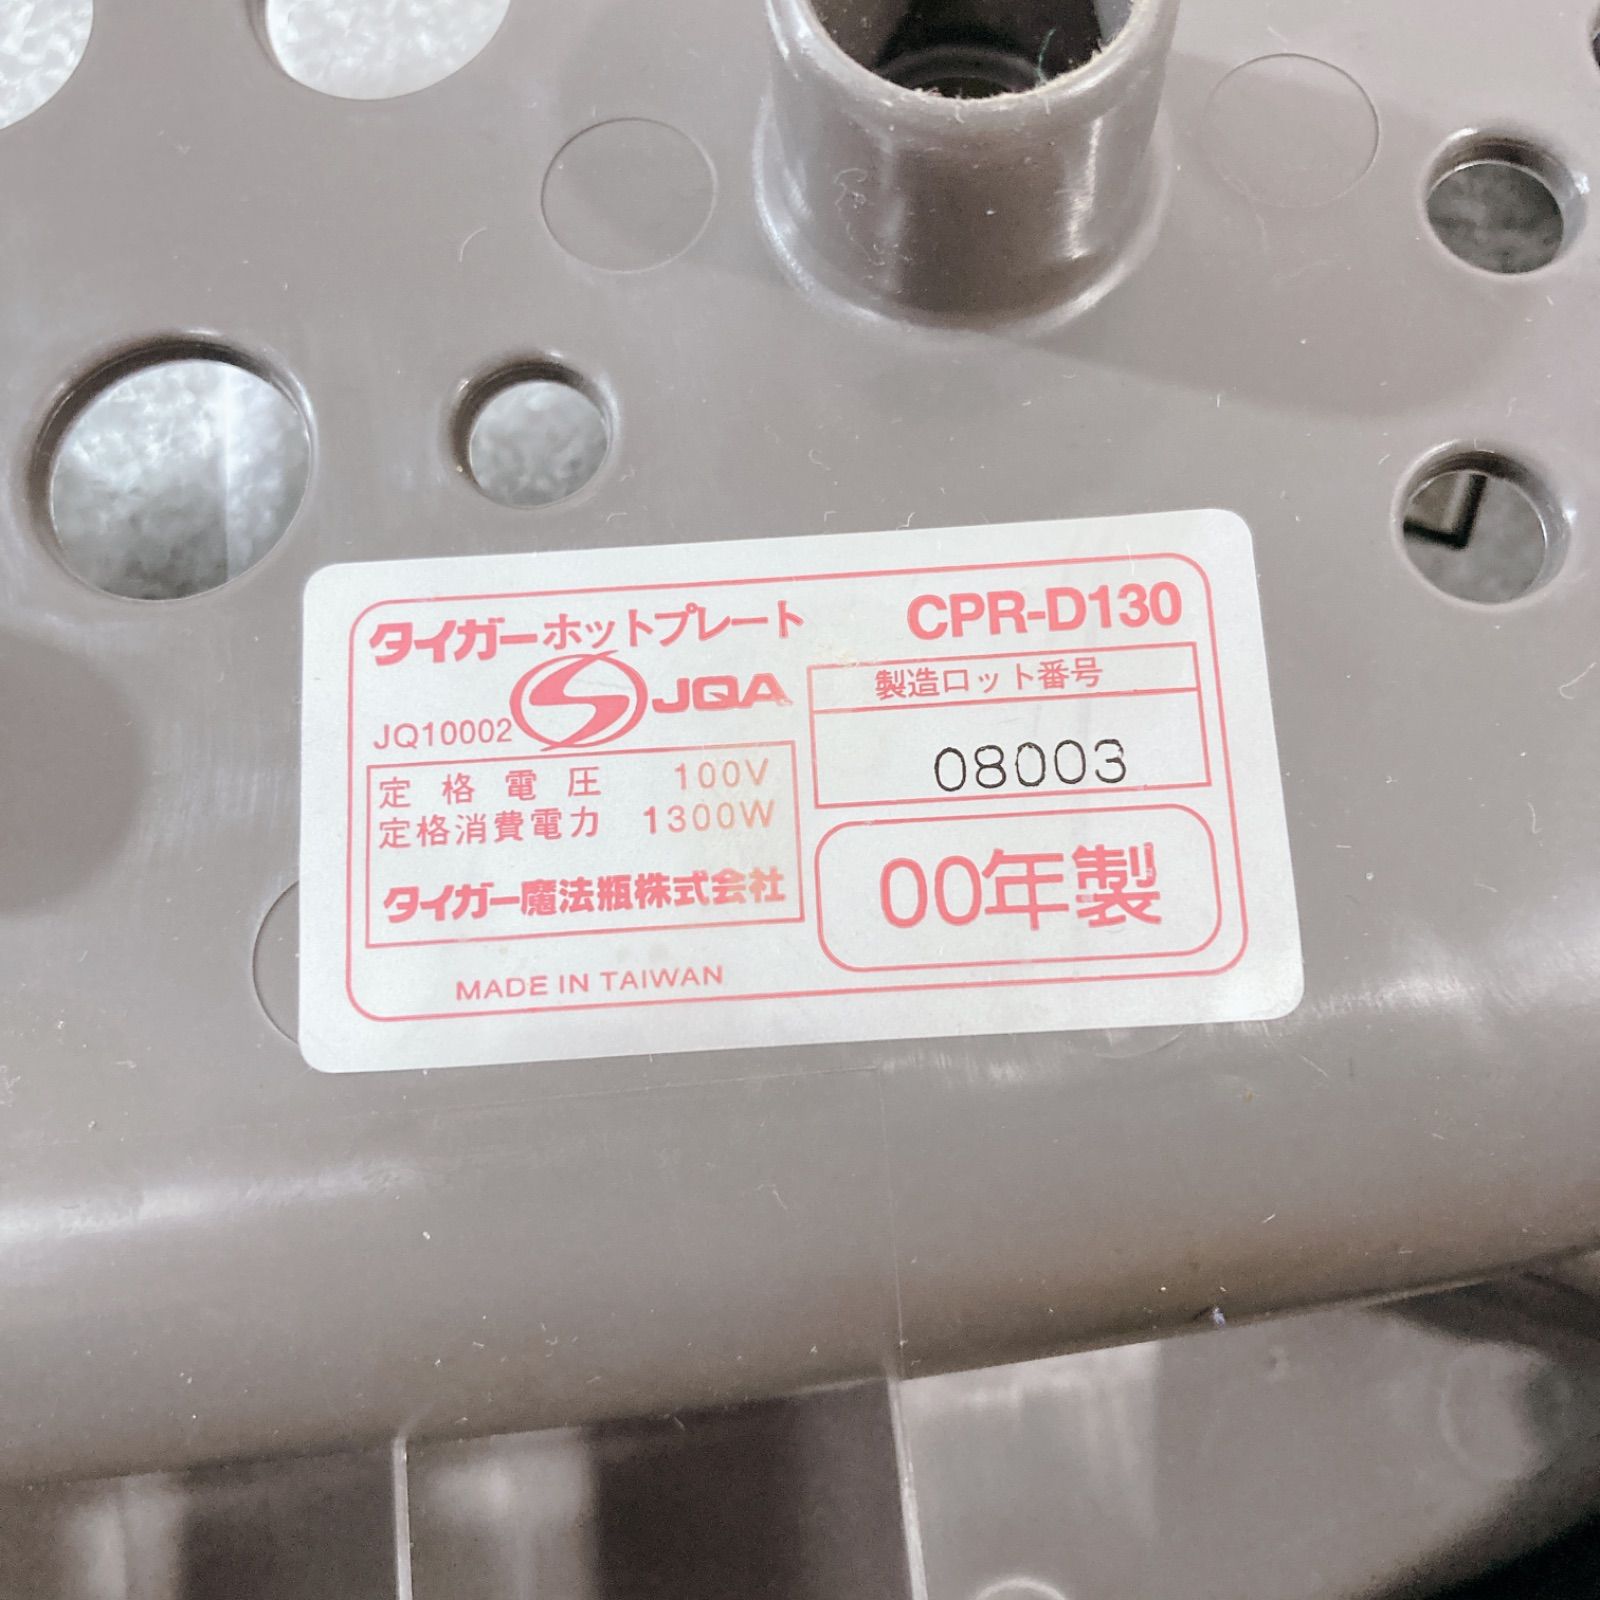 タイガーホットプレート CPR-D130
JQ10002 S JQA
製造ロット番号
08003
定格電圧 100V
定格消費電力 1300W
タイガー魔法瓶株式会社
00年製
MADE IN TAIWAN